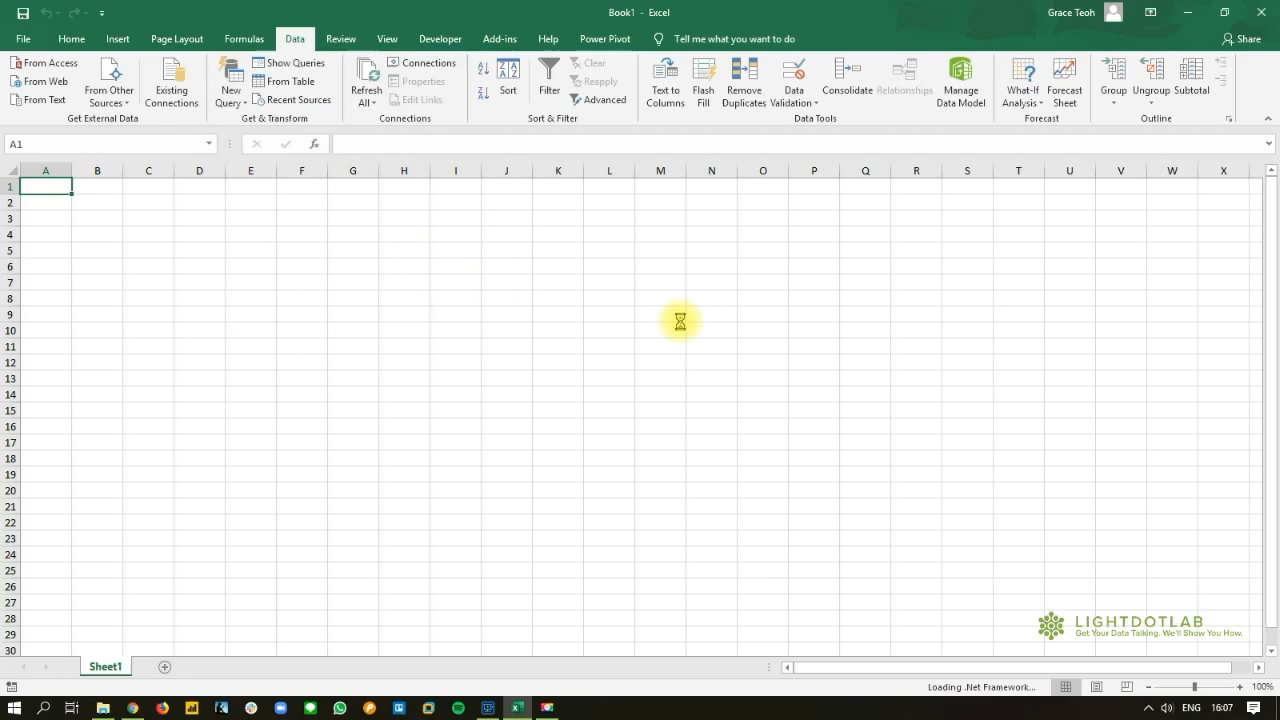 Book1 - Excel
Grace Teoh
File Home Insert Page Layout Formulas Data Review View Developer Add-ins Help Power Pivot Tell me what you want to do Share
From Access
From Web
From Text
From Other Sources
Existing Connections
Get External Data
New Query
Show Queries
From Table
Recent Sources
Get & Transform
Refresh All
Connections
Properties
Edit Links
Connections
Sort
Filter
Clear
Reapply
Advanced
Sort & Filter
Text to Columns
Flash Fill
Remove Duplicates
Data Validation
Consolidate
Relationships
Manage Data Model
Data Tools
What-If Analysis
Forecast Sheet
Forecast
Group
Ungroup
Subtotal
Outline
A1
fx
A B C D E F G H I J K L M N O P Q R S T U V W X
1
2
3
4
5
6
7
8
9
10
11
12
13
14
15
16
17
18
19
20
21
22
23
24
25
26
27
28
29
30
LIGHTDOTLAB
Get Your Data Talking. We'll Show You How.
Sheet1
Loading .Net Framework...
100%
ENG 16:07